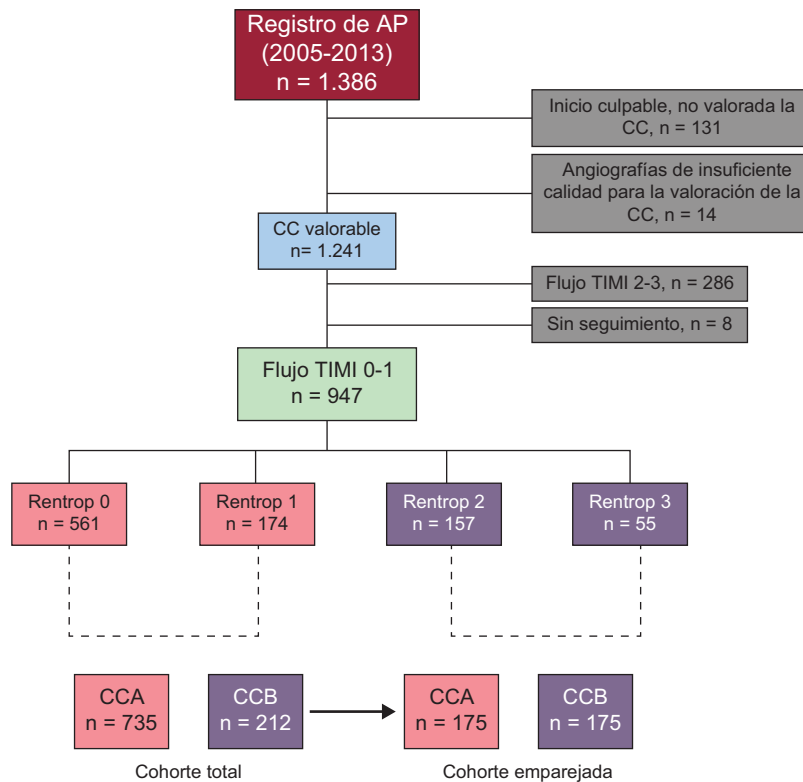 Registro de AP
(2005-2013)
n = 1.386
Inicio culpable, no valorada la
CC, n = 131
Angiografías de insuficiente
calidad para la valoración de la
CC, n = 14
CC valorable
n= 1.241
Flujo TIMI 2-3, n = 286
Sin seguimiento, n = 8
Flujo TIMI 0-1
n = 947
Rentrop 0
n = 561
Rentrop 1
n = 174
Rentrop 2
n = 157
Rentrop 3
n = 55
CCA
n = 735
CCB
n = 212
CCA
n = 175
CCB
n = 175
Cohorte total
Cohorte emparejada